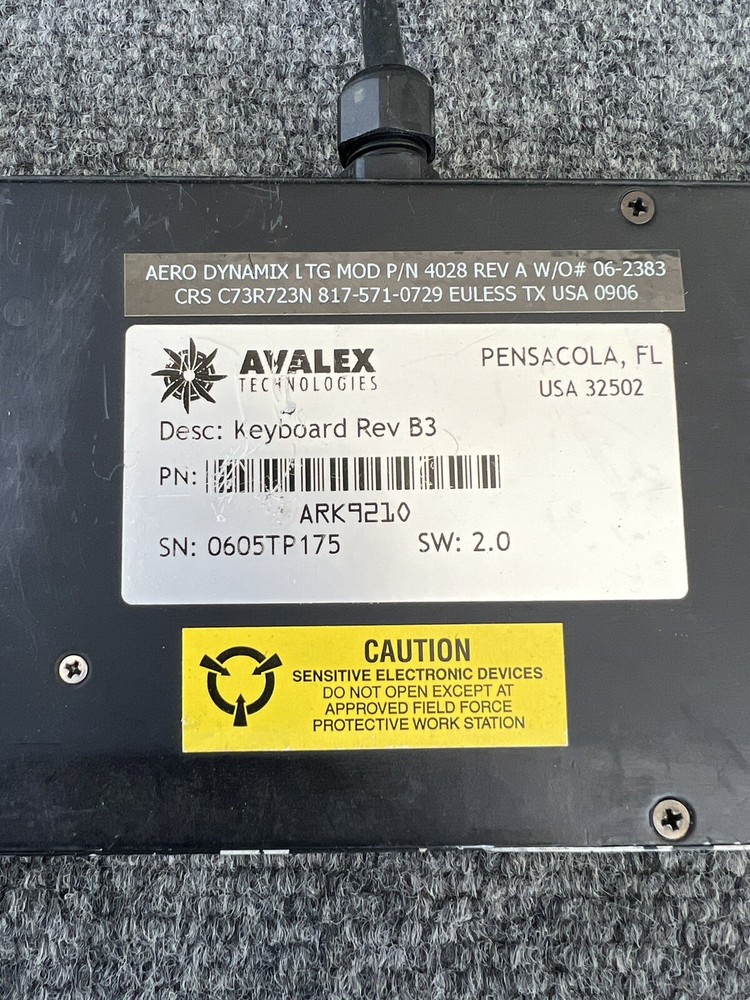 AERO DYNAMIX LTG MOD P/N 4028 REV A W/O# 06-2383
CRS C73R723N 817-571-0729 EULESS TX USA 0906
AVALEX
TECHNOLOGIES
PENSACOLA, FL
USA 32502
Desc: Keyboard Rev B3
PN:
ARK9210
SN: 0605TP175 SW: 2.0
CAUTION
SENSITIVE ELECTRONIC DEVICES
DO NOT OPEN EXCEPT AT
APPROVED FIELD FORCE
PROTECTIVE WORK STATION